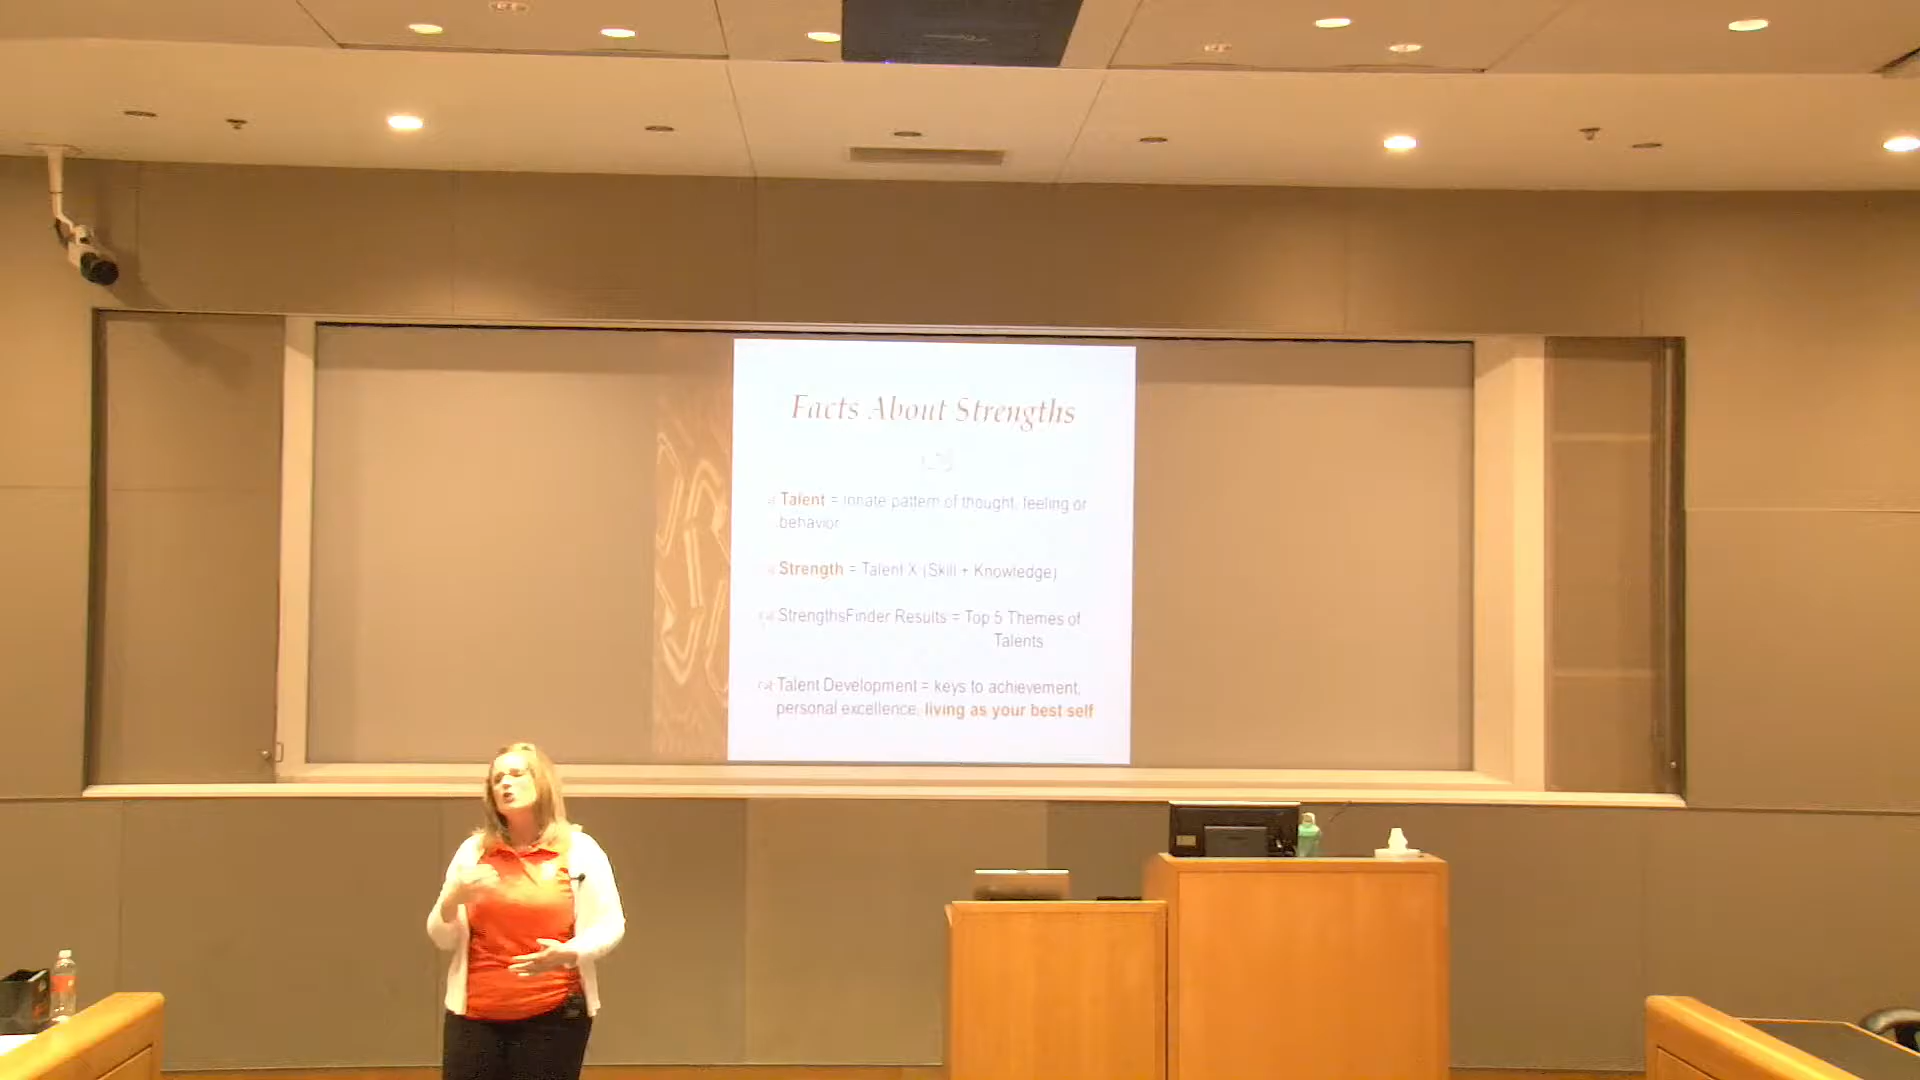 Facts About Strengths
Talent = innate pattern of thought, feeling or
behavior
Strength = Talent X (Skill + Knowledge)
StrengthsFinder Results = Top 5 Themes of
Talents
Talent Development = keys to achievement,
personal excellence, living as your best self